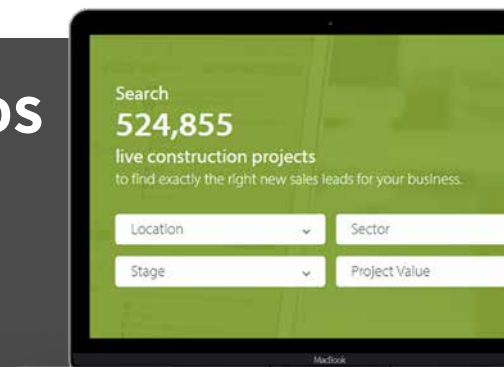 Search
524,855
live construction projects
to find exactly the right new sales leads for your business.
Location
Sector
Stage
Project Value
MacBook